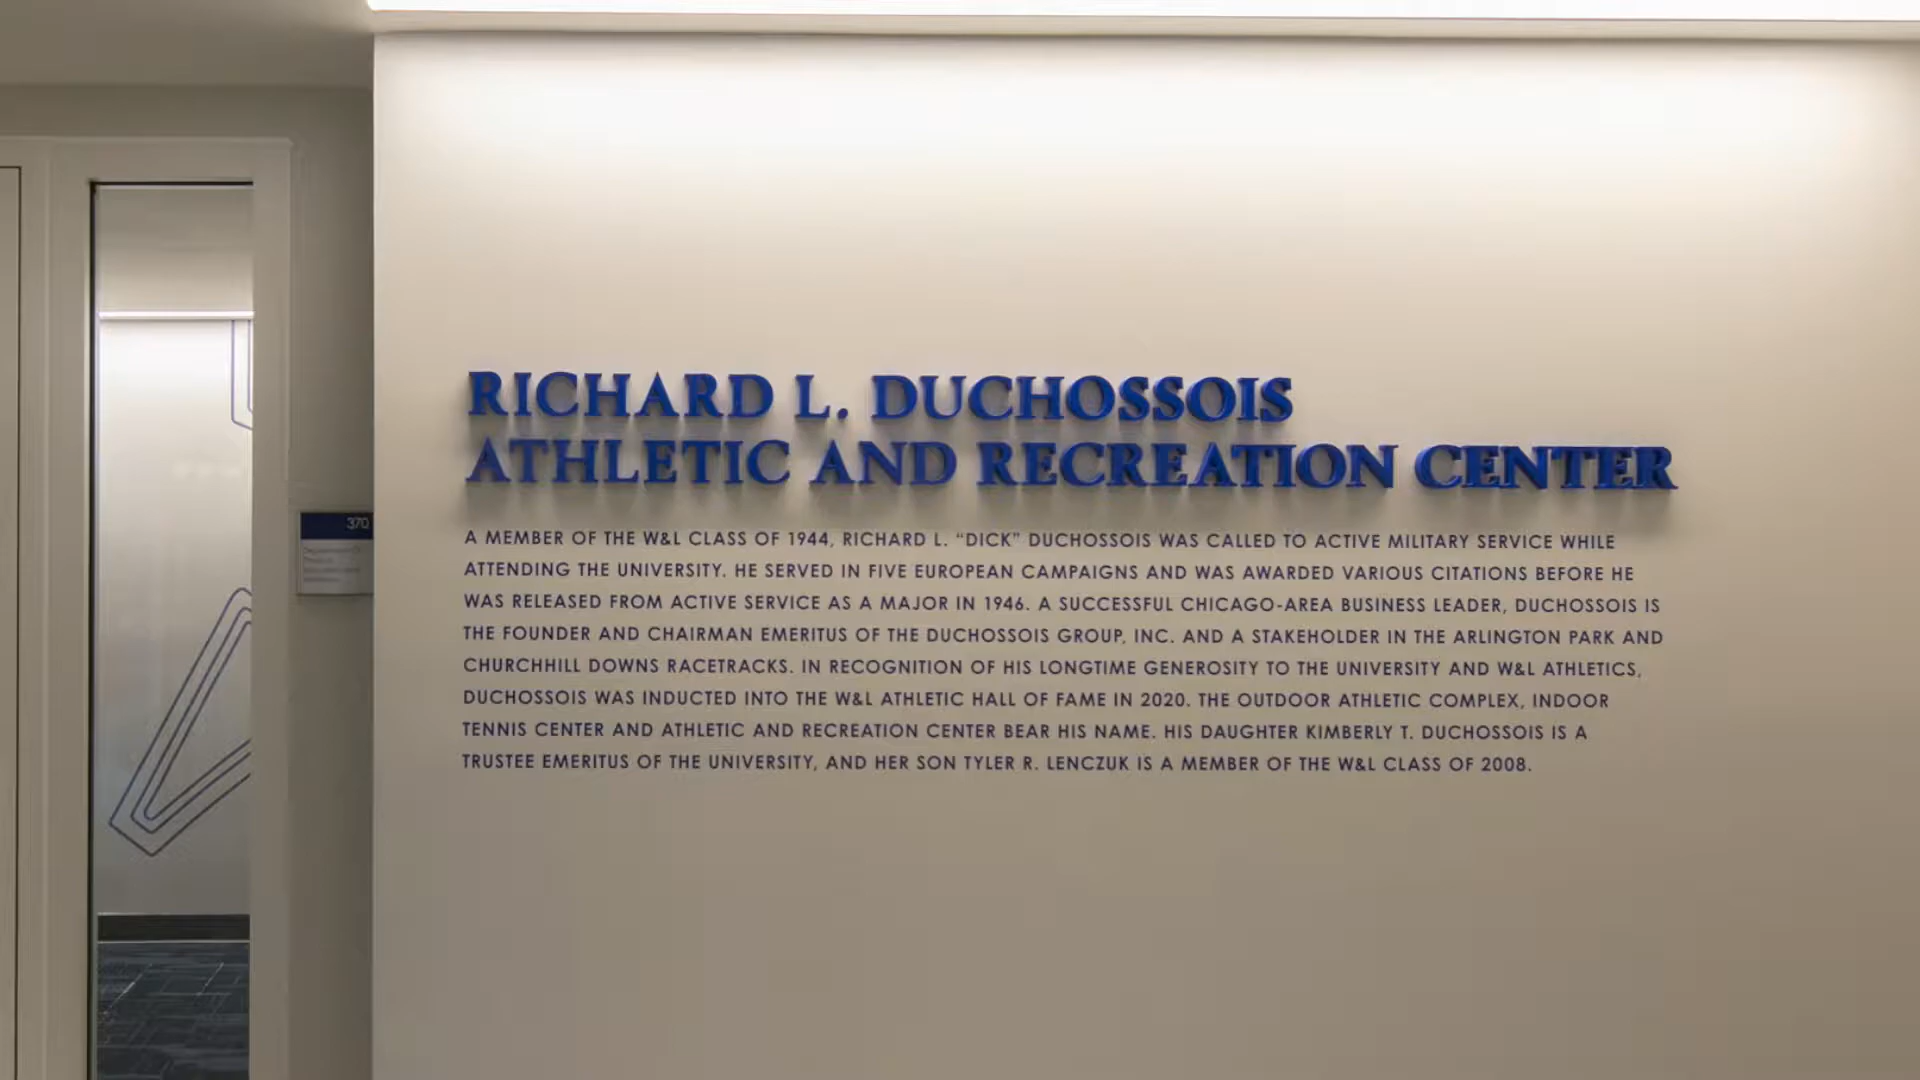 RICHARD L. DUCHOSSOIS
ATHLETIC AND RECREATION CENTER
A MEMBER OF THE W&L CLASS OF 1944, RICHARD L. “DICK” DUCHOSSOIS WAS CALLED TO ACTIVE MILITARY SERVICE WHILE
ATTENDING THE UNIVERSITY. HE SERVED IN FIVE EUROPEAN CAMPAIGNS AND WAS AWARDED VARIOUS CITATIONS BEFORE HE
WAS RELEASED FROM ACTIVE SERVICE AS A MAJOR IN 1946. A SUCCESSFUL CHICAGO-AREA BUSINESS LEADER, DUCHOSSOIS IS
THE FOUNDER AND CHAIRMAN EMERITUS OF THE DUCHOSSOIS GROUP, INC. AND A STAKEHOLDER IN THE ARLINGTON PARK AND
CHURCHHILL DOWNS RACETRACKS. IN RECOGNITION OF HIS LONGTIME GENEROSITY TO THE UNIVERSITY AND W&L ATHLETICS,
DUCHOSSOIS WAS INDUCTED INTO THE W&L ATHLETIC HALL OF FAME IN 2020. THE OUTDOOR ATHLETIC COMPLEX, INDOOR
TENNIS CENTER AND ATHLETIC AND RECREATION CENTER BEAR HIS NAME. HIS DAUGHTER KIMBERLY T. DUCHOSSOIS IS A
TRUSTEE EMERITUS OF THE UNIVERSITY, AND HER SON TYLER R. LENCZUK IS A MEMBER OF THE W&L CLASS OF 2008.
370